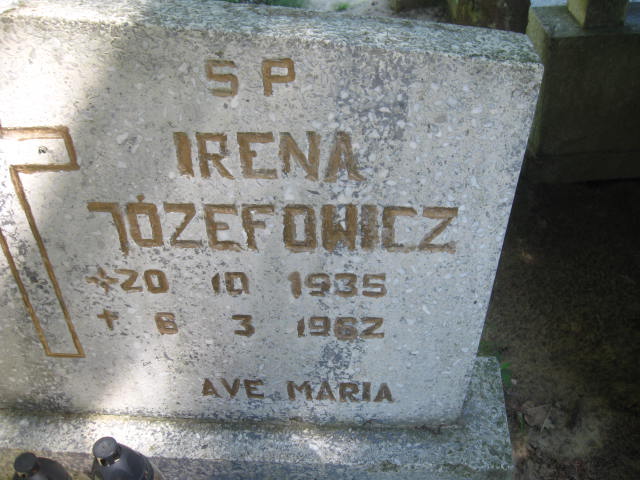 SP
IRENA
JÓZEFOWICZ
* 20 10 1935
† 6 3 1962
AVE MARIA